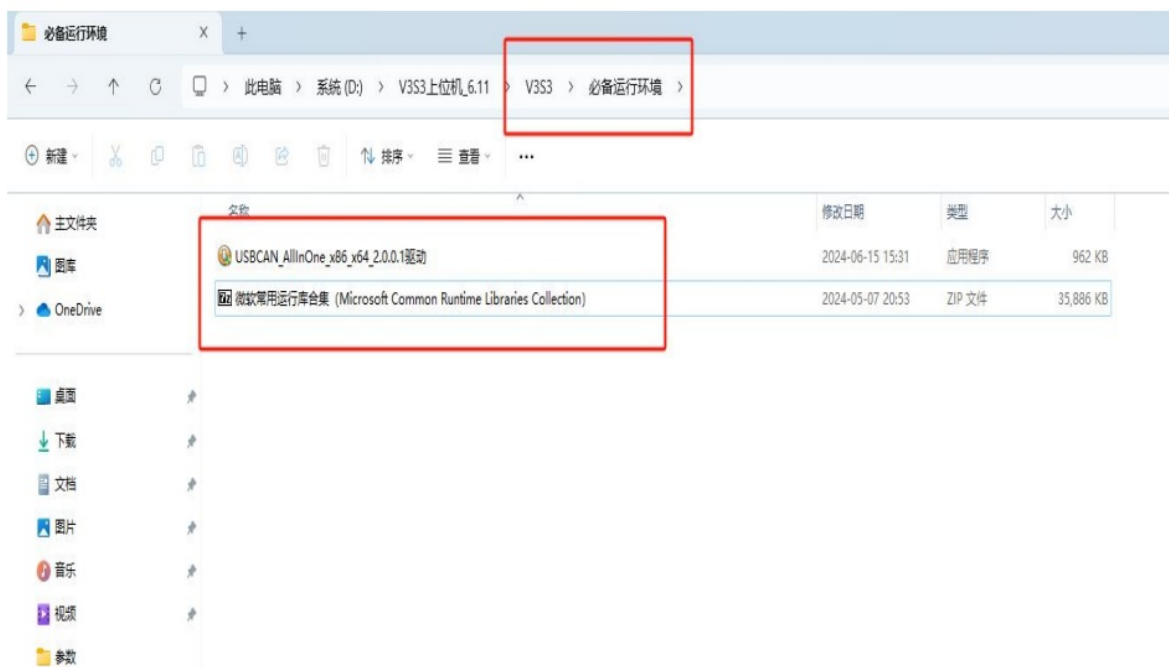 必备运行环境
此电脑 > 系统 (D:) > V3S3上位机_6.11 > V3S3 > 必备运行环境 >
新建 排序 查看 ...
名称 修改日期 类型 大小
USBCAN_AllInOne_x86_x64_2.0.0.1驱动 2024-06-15 15:31 应用程序 962 KB
微软常用运行库合集 (Microsoft Common Runtime Libraries Collection) 2024-05-07 20:53 ZIP 文件 35,886 KB
主文件夹
图库
OneDrive
桌面
下载
文档
图片
音乐
视频
参数